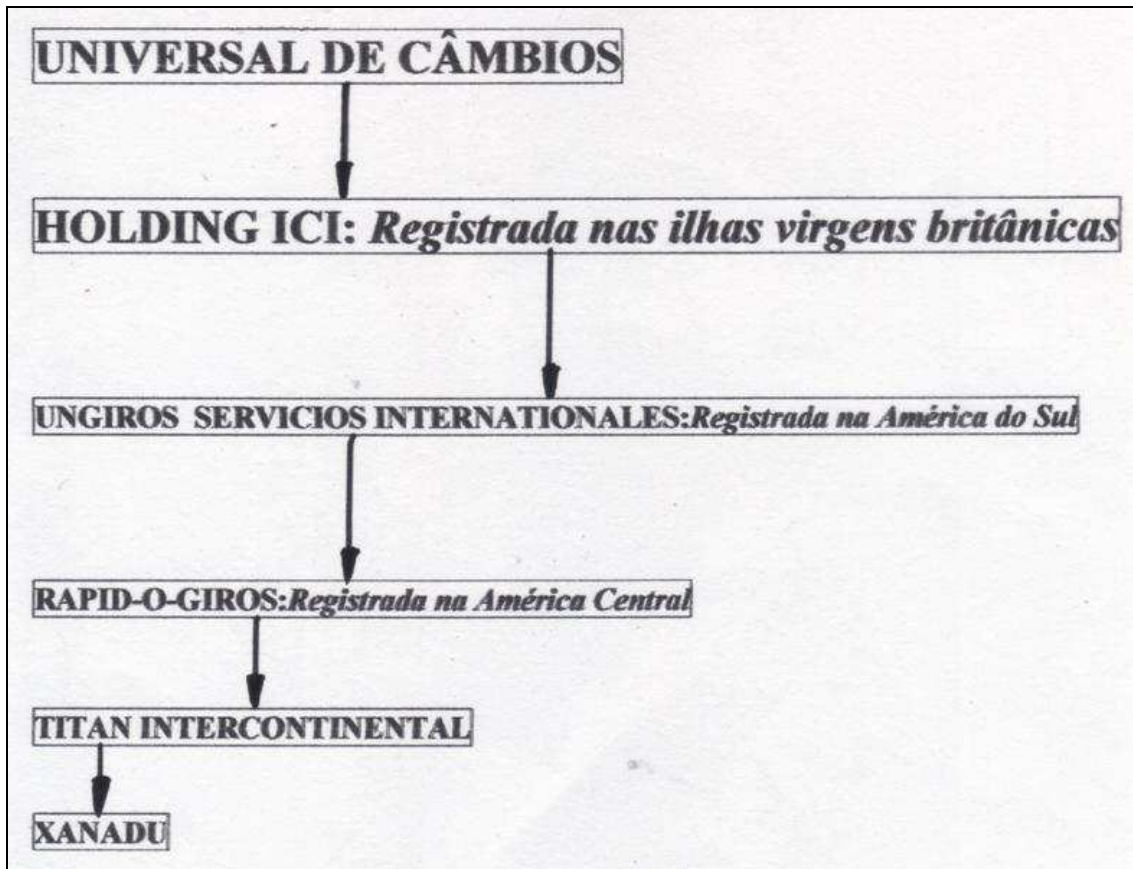 UNIVERSAL DE CÂMBIOS
HOLDING ICI: Registrada nas ilhas virgens britânicas
UNGIROS SERVICIOS INTERNATIONALES:Registrada na América do Sul
RAPID-O-GIROS:Registrada na América Central
TITAN INTERCONTINENTAL
XANADU